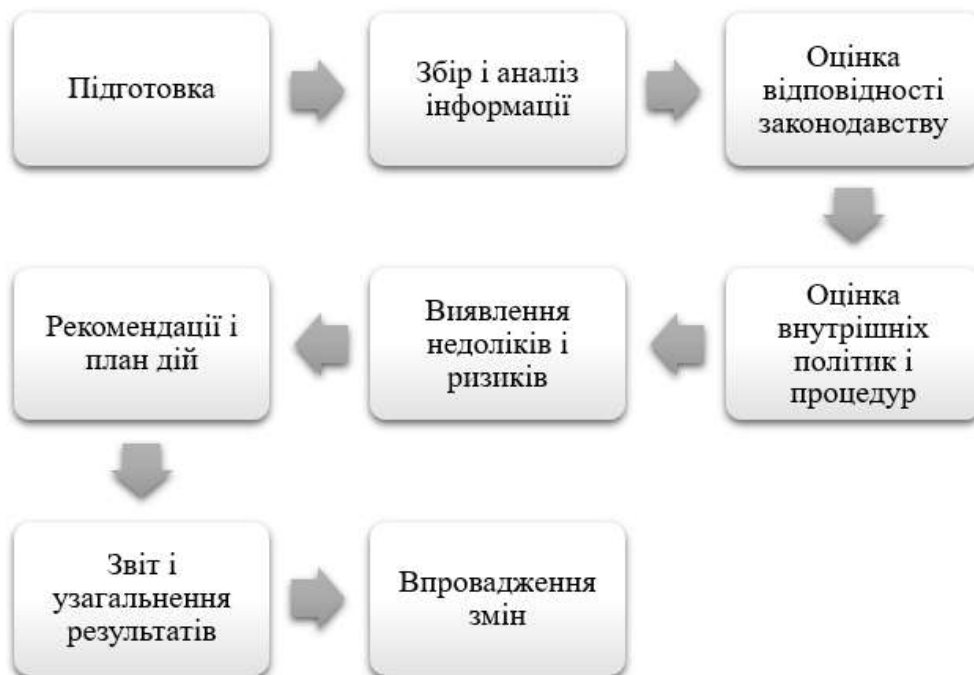 Підготовка
Збір і аналіз
інформації
Оцінка
відповідності
законодавству
Оцінка
внутрішніх
політик і
процедур
Виявлення
недоліків і
ризиків
Рекомендації і
план дій
Звіт і
узагальнення
результатів
Впровадження
змін